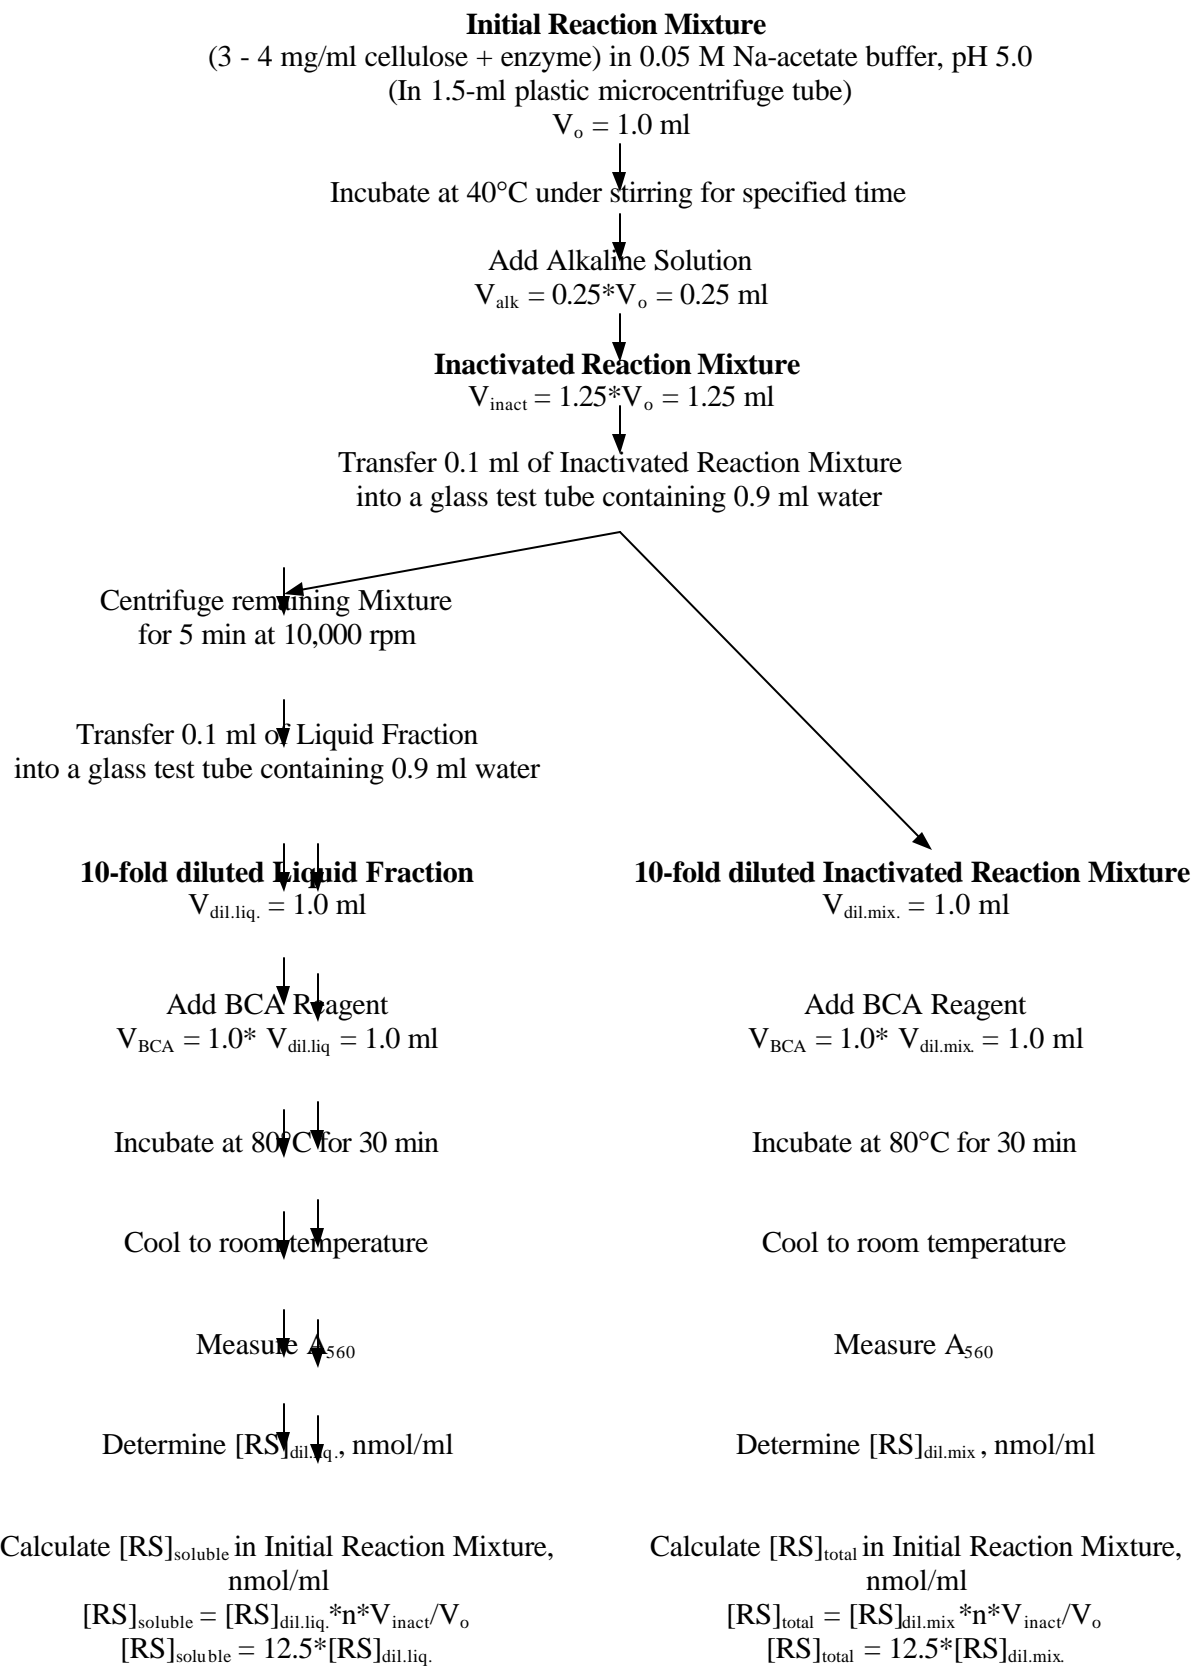 Initial Reaction Mixture
(3 - 4 mg/ml cellulose + enzyme) in 0.05 M Na-acetate buffer, pH 5.0
(In 1.5-ml plastic microcentrifuge tube)
Vo = 1.0 ml
Incubate at 40°C under stirring for specified time
Add Alkaline Solution
Valk = 0.25*Vo = 0.25 ml
Inactivated Reaction Mixture
Vinact = 1.25*Vo = 1.25 ml
Transfer 0.1 ml of Inactivated Reaction Mixture
into a glass test tube containing 0.9 ml water
Centrifuge remaining Mixture
for 5 min at 10,000 rpm
Transfer 0.1 ml of Liquid Fraction
into a glass test tube containing 0.9 ml water
10-fold diluted Liquid Fraction
Vdil.liq. = 1.0 ml
Add BCA Reagent
VBCA = 1.0* Vdil.liq = 1.0 ml
Incubate at 80°C for 30 min
Cool to room temperature
Measure A560
Determine [RS]dil.liq., nmol/ml
Calculate [RS]soluble in Initial Reaction Mixture,
nmol/ml
[RS]soluble = [RS]dil.liq.*n*Vinact/Vo
[RS]soluble = 12.5*[RS]dil.liq.
10-fold diluted Inactivated Reaction Mixture
Vdil.mix. = 1.0 ml
Add BCA Reagent
VBCA = 1.0* Vdil.mix. = 1.0 ml
Incubate at 80°C for 30 min
Cool to room temperature
Measure A560
Determine [RS]dil.mix , nmol/ml
Calculate [RS]total in Initial Reaction Mixture,
nmol/ml
[RS]total = [RS]dil.mix *n*Vinact/Vo
[RS]total = 12.5*[RS]dil.mix.